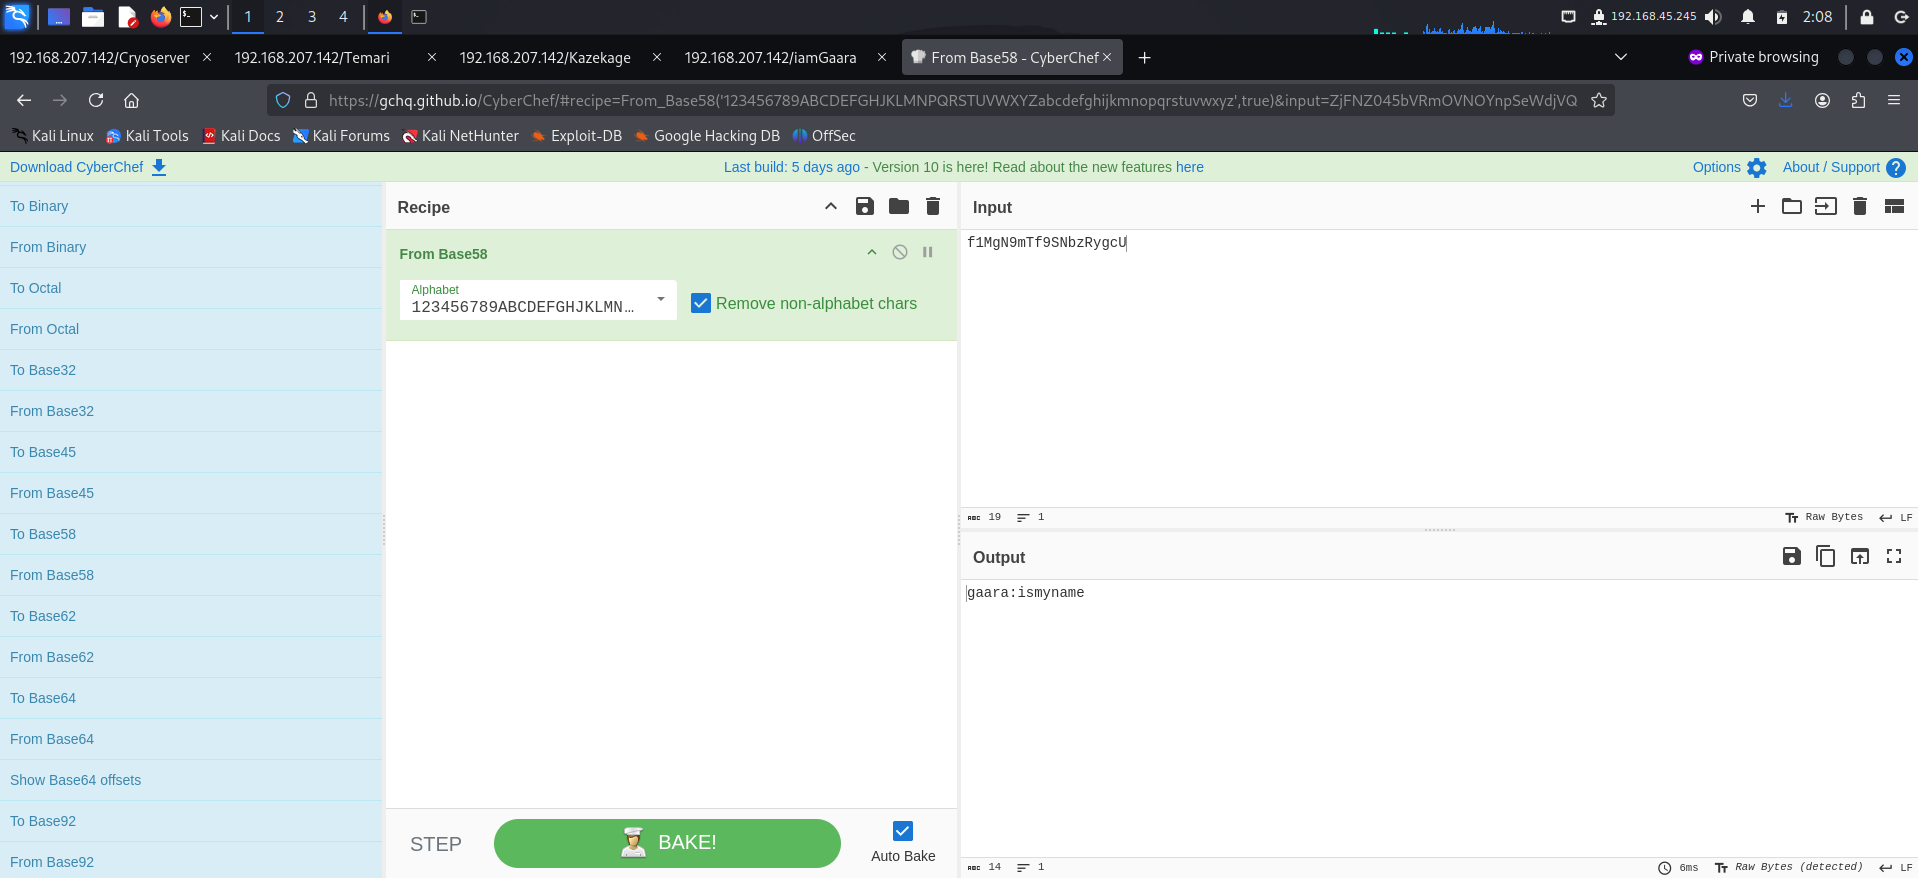 1 2 3 4 192.168.45.245 2:08
192.168.207.142/Cryoserver 192.168.207.142/Temari 192.168.207.142/Kazekage 192.168.207.142/iamGaara From Base58 - CyberChef Private browsing
https://gchq.github.io/CyberChef/#recipe=From_Base58('123456789ABCDEFGHJKLMNPQRSTUVWXYZabcdefghijkmnopqrstuvwxyz',true)&input=ZjFNZ045bVRmOVNOYnpSeWdjVQ
Kali Linux Kali Tools Kali Docs Kali Forums Kali NetHunter Exploit-DB Google Hacking DB OffSec
Download CyberChef Last build: 5 days ago - Version 10 is here! Read about the new features here Options About / Support
To Binary
From Binary
To Octal
From Octal
To Base32
From Base32
To Base45
From Base45
To Base58
From Base58
To Base62
From Base62
To Base64
From Base64
Show Base64 offsets
To Base92
From Base92
Recipe
From Base58
Alphabet
123456789ABCDEFGHJKLMN…
Remove non-alphabet chars
STEP
BAKE!
Auto Bake
Input
f1MgN9mTf9SNbzRygcU
ABC 19 1 Raw Bytes LF
Output
gaara:ismyname
ABC 14 1 6ms Raw Bytes (detected) LF